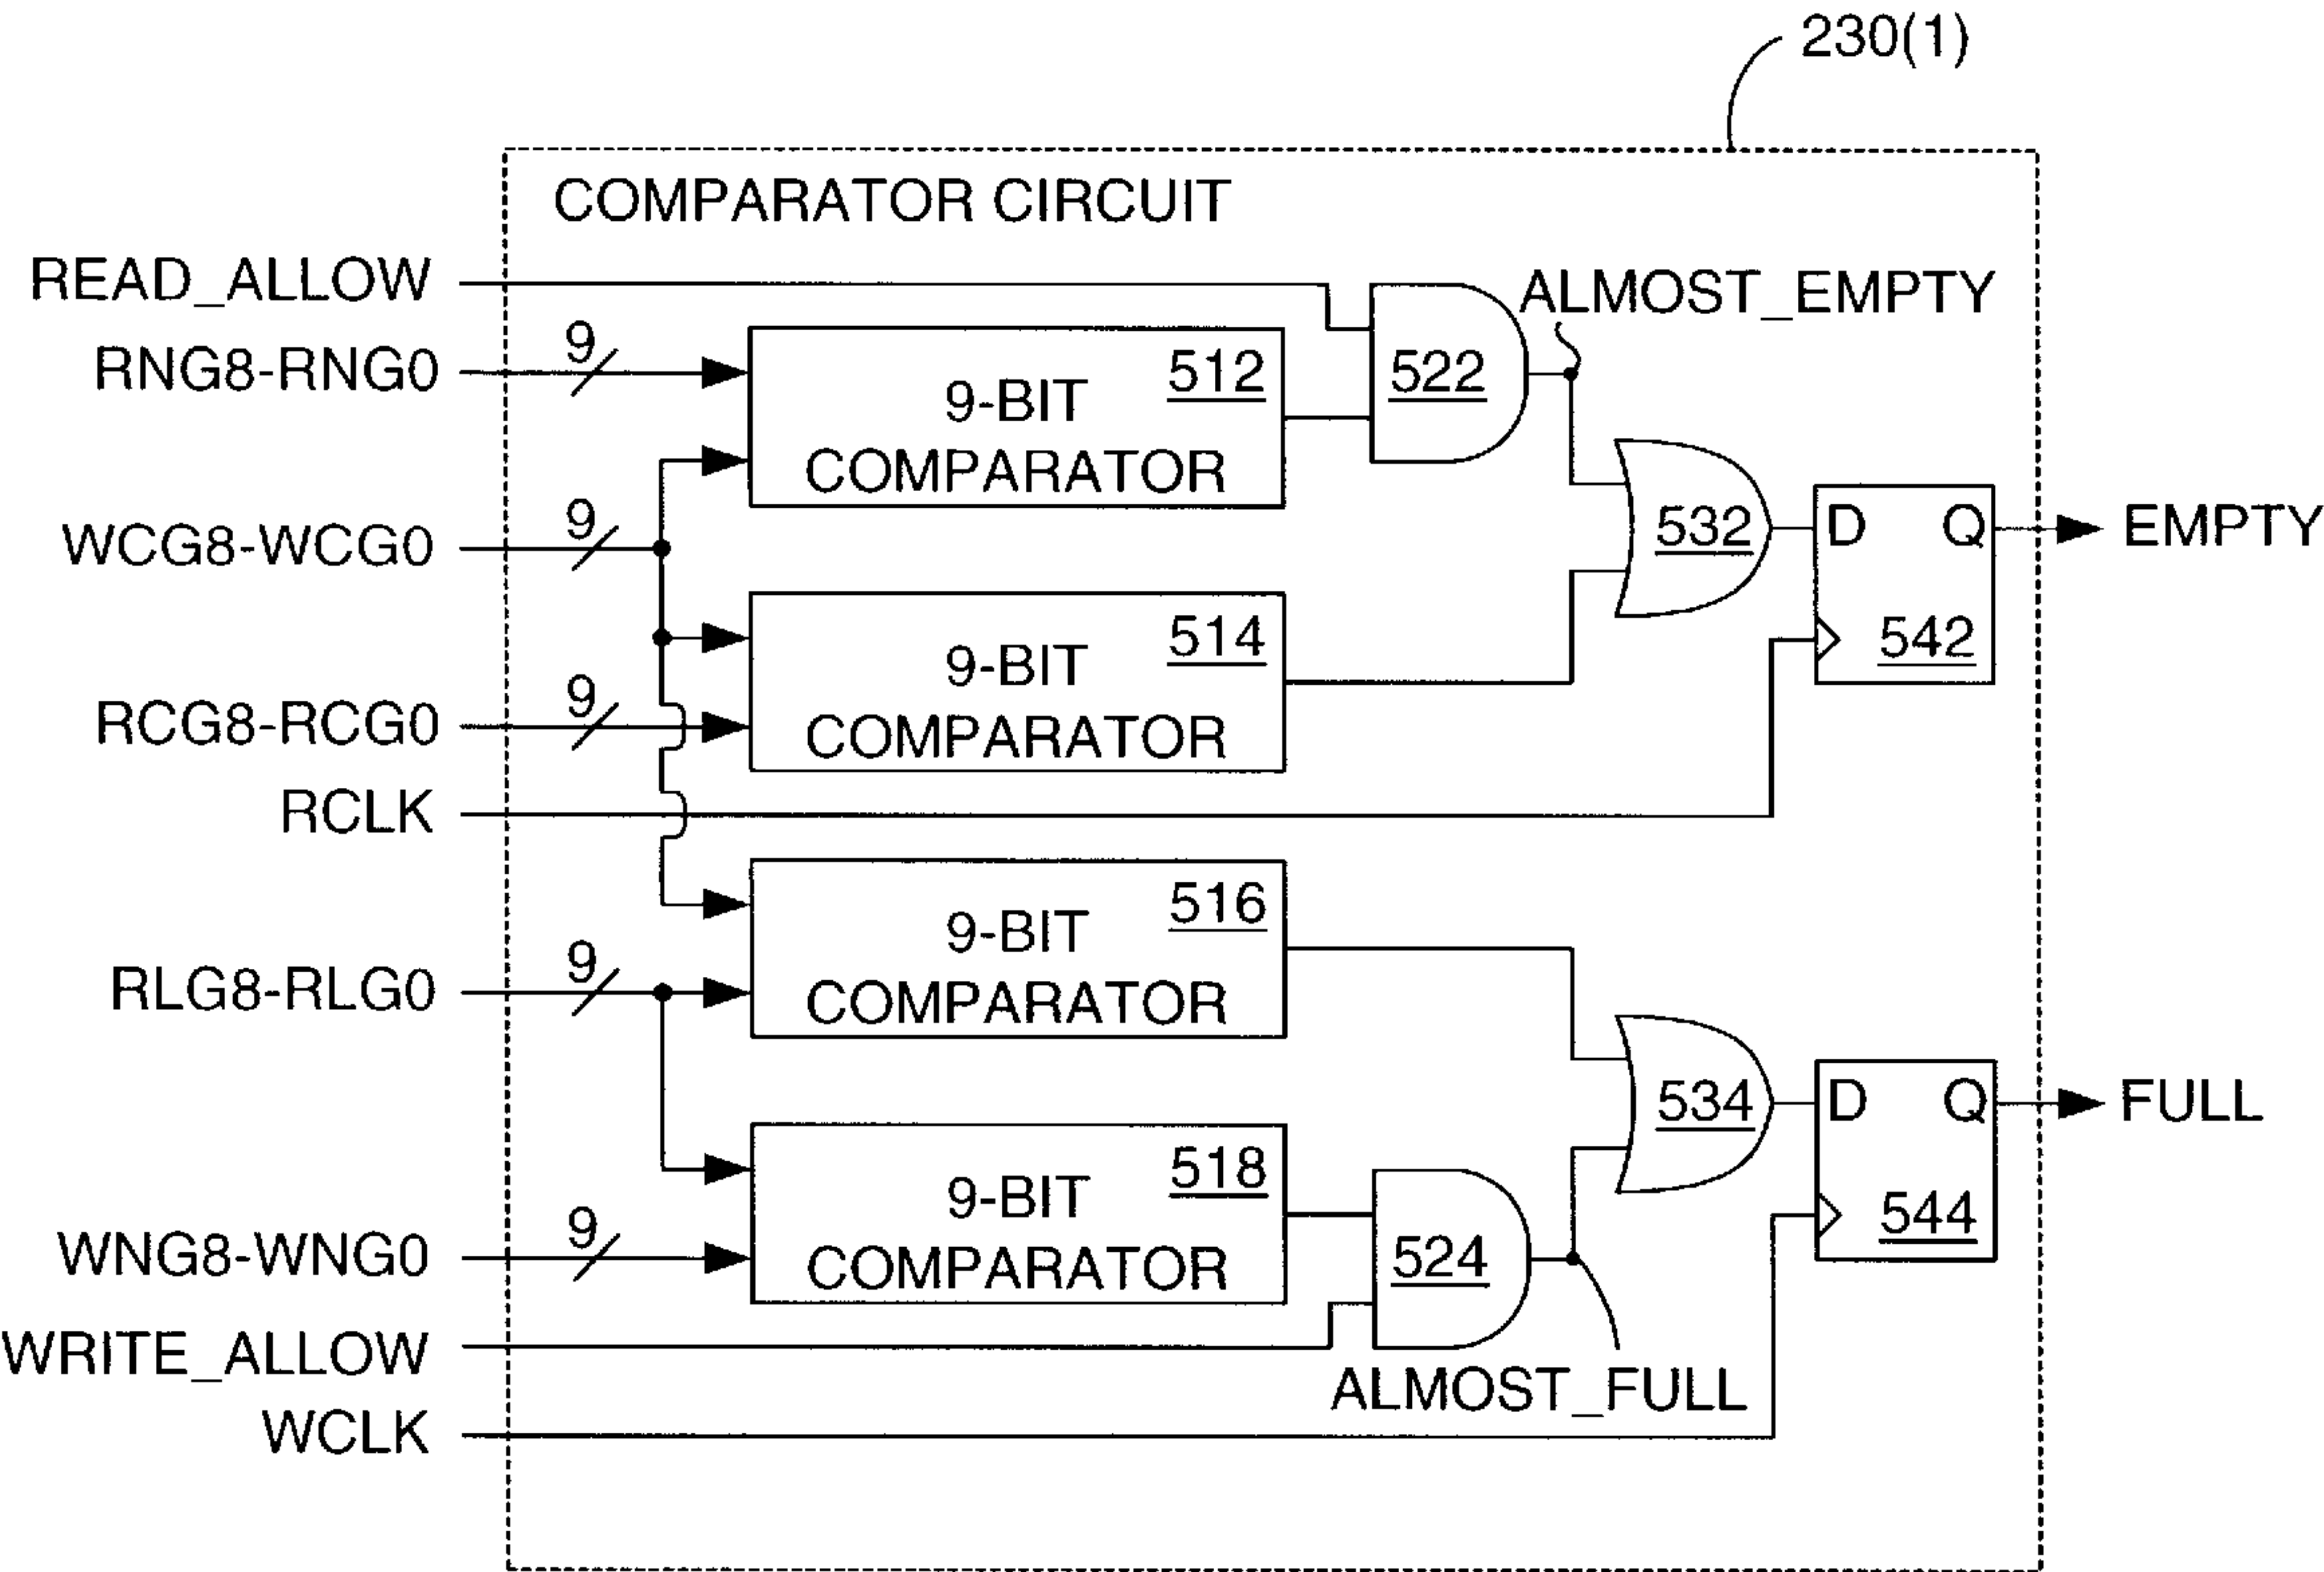 230(1)
COMPARATOR CIRCUIT
READ_ALLOW
ALMOST_EMPTY
RNG8-RNG0
9
512
9-BIT
COMPARATOR
522
WCG8-WCG0
9
532
D
Q
542
EMPTY
514
9-BIT
COMPARATOR
RCG8-RCG0
9
RCLK
516
9-BIT
COMPARATOR
RLG8-RLG0
9
534
D
Q
544
FULL
518
9-BIT
COMPARATOR
WNG8-WNG0
9
524
WRITE_ALLOW
ALMOST_FULL
WCLK